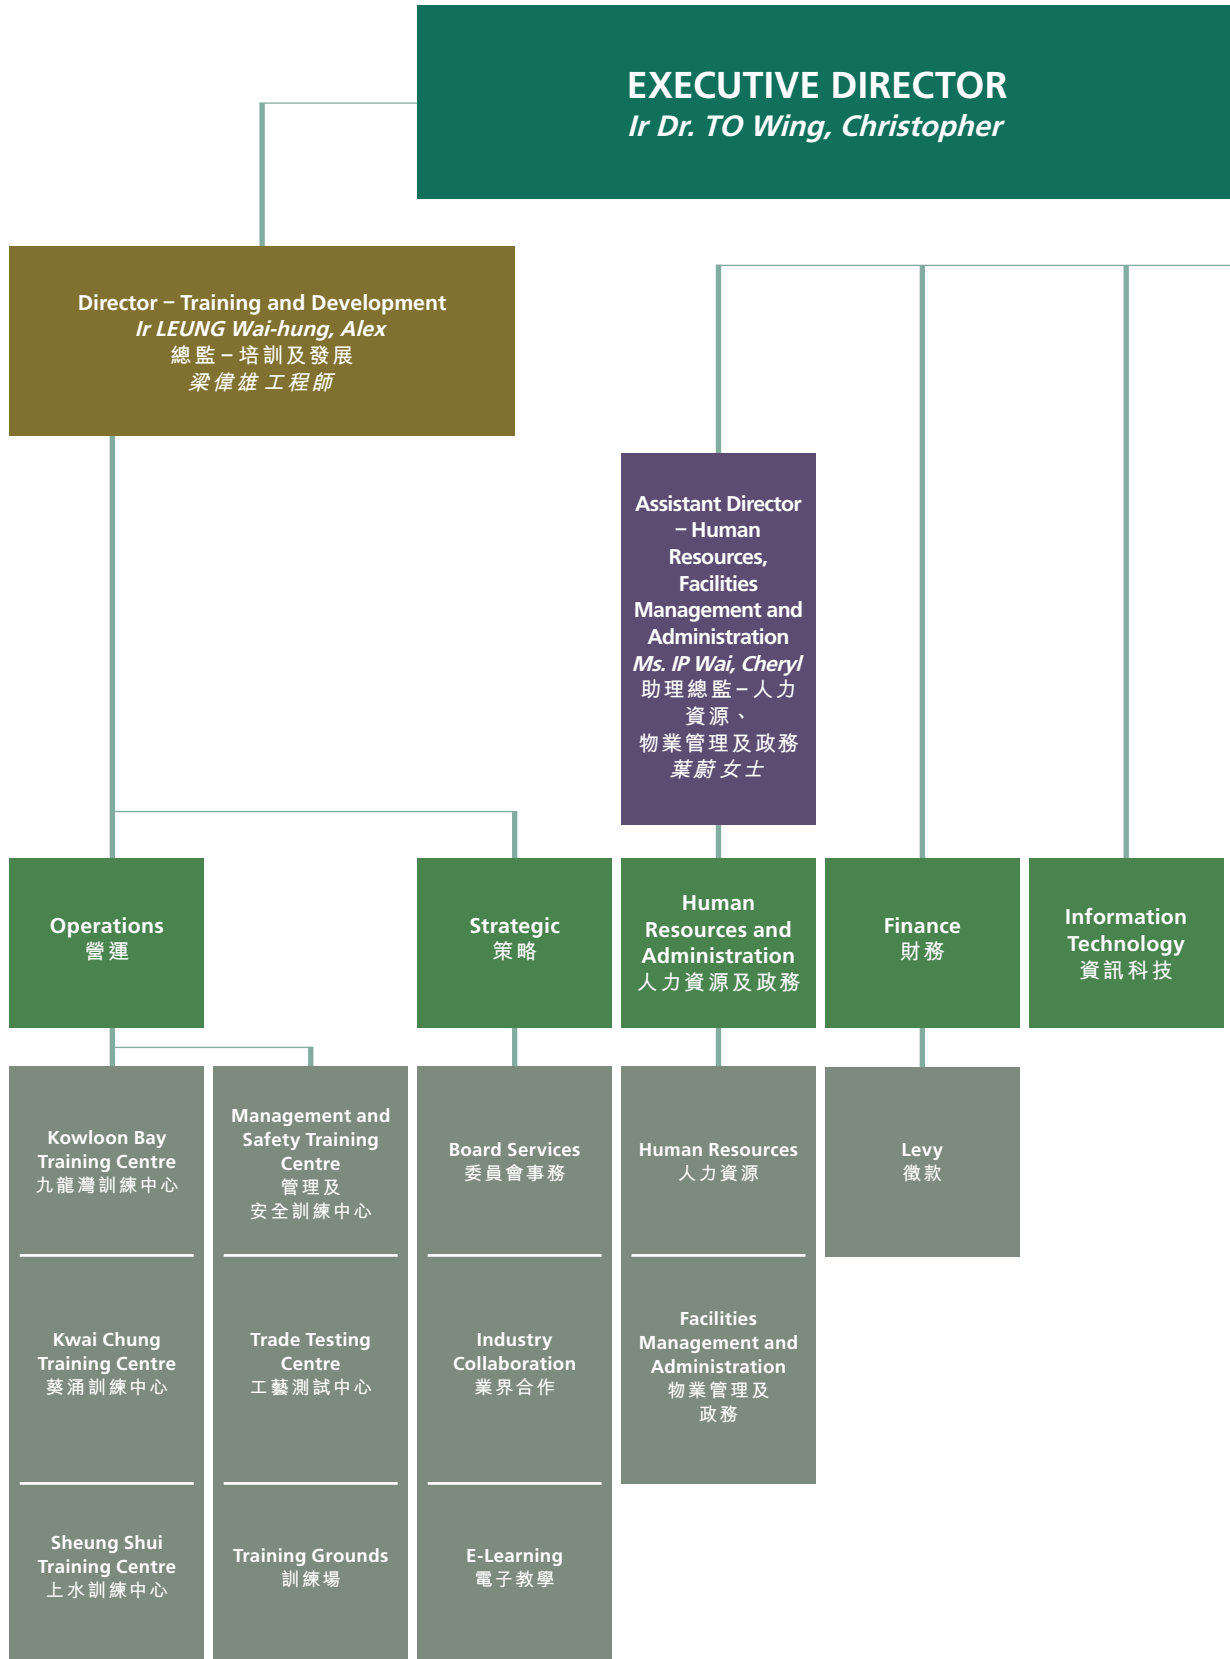 EXECUTIVE DIRECTOR
Ir Dr. TO Wing, Christopher
Director – Training and Development
Ir LEUNG Wai-hung, Alex
總監 – 培訓及發展
梁偉雄 工程師
Assistant Director
– Human
Resources,
Facilities
Management and
Administration
Ms. IP Wai, Cheryl
助理總監 – 人力
資源、
物業管理及政務
葉蔚 女士
Operations
營運
Strategic
策略
Human
Resources and
Administration
人力資源及政務
Finance
財務
Information
Technology
資訊科技
Kowloon Bay
Training Centre
九龍灣訓練中心
Kwai Chung
Training Centre
葵涌訓練中心
Sheung Shui
Training Centre
上水訓練中心
Management and
Safety Training
Centre
管理及
安全訓練中心
Trade Testing
Centre
工藝測試中心
Training Grounds
訓練場
Board Services
委員會事務
Industry
Collaboration
業界合作
E-Learning
電子教學
Human Resources
人力資源
Facilities
Management and
Administration
物業管理及
政務
Levy
徵款